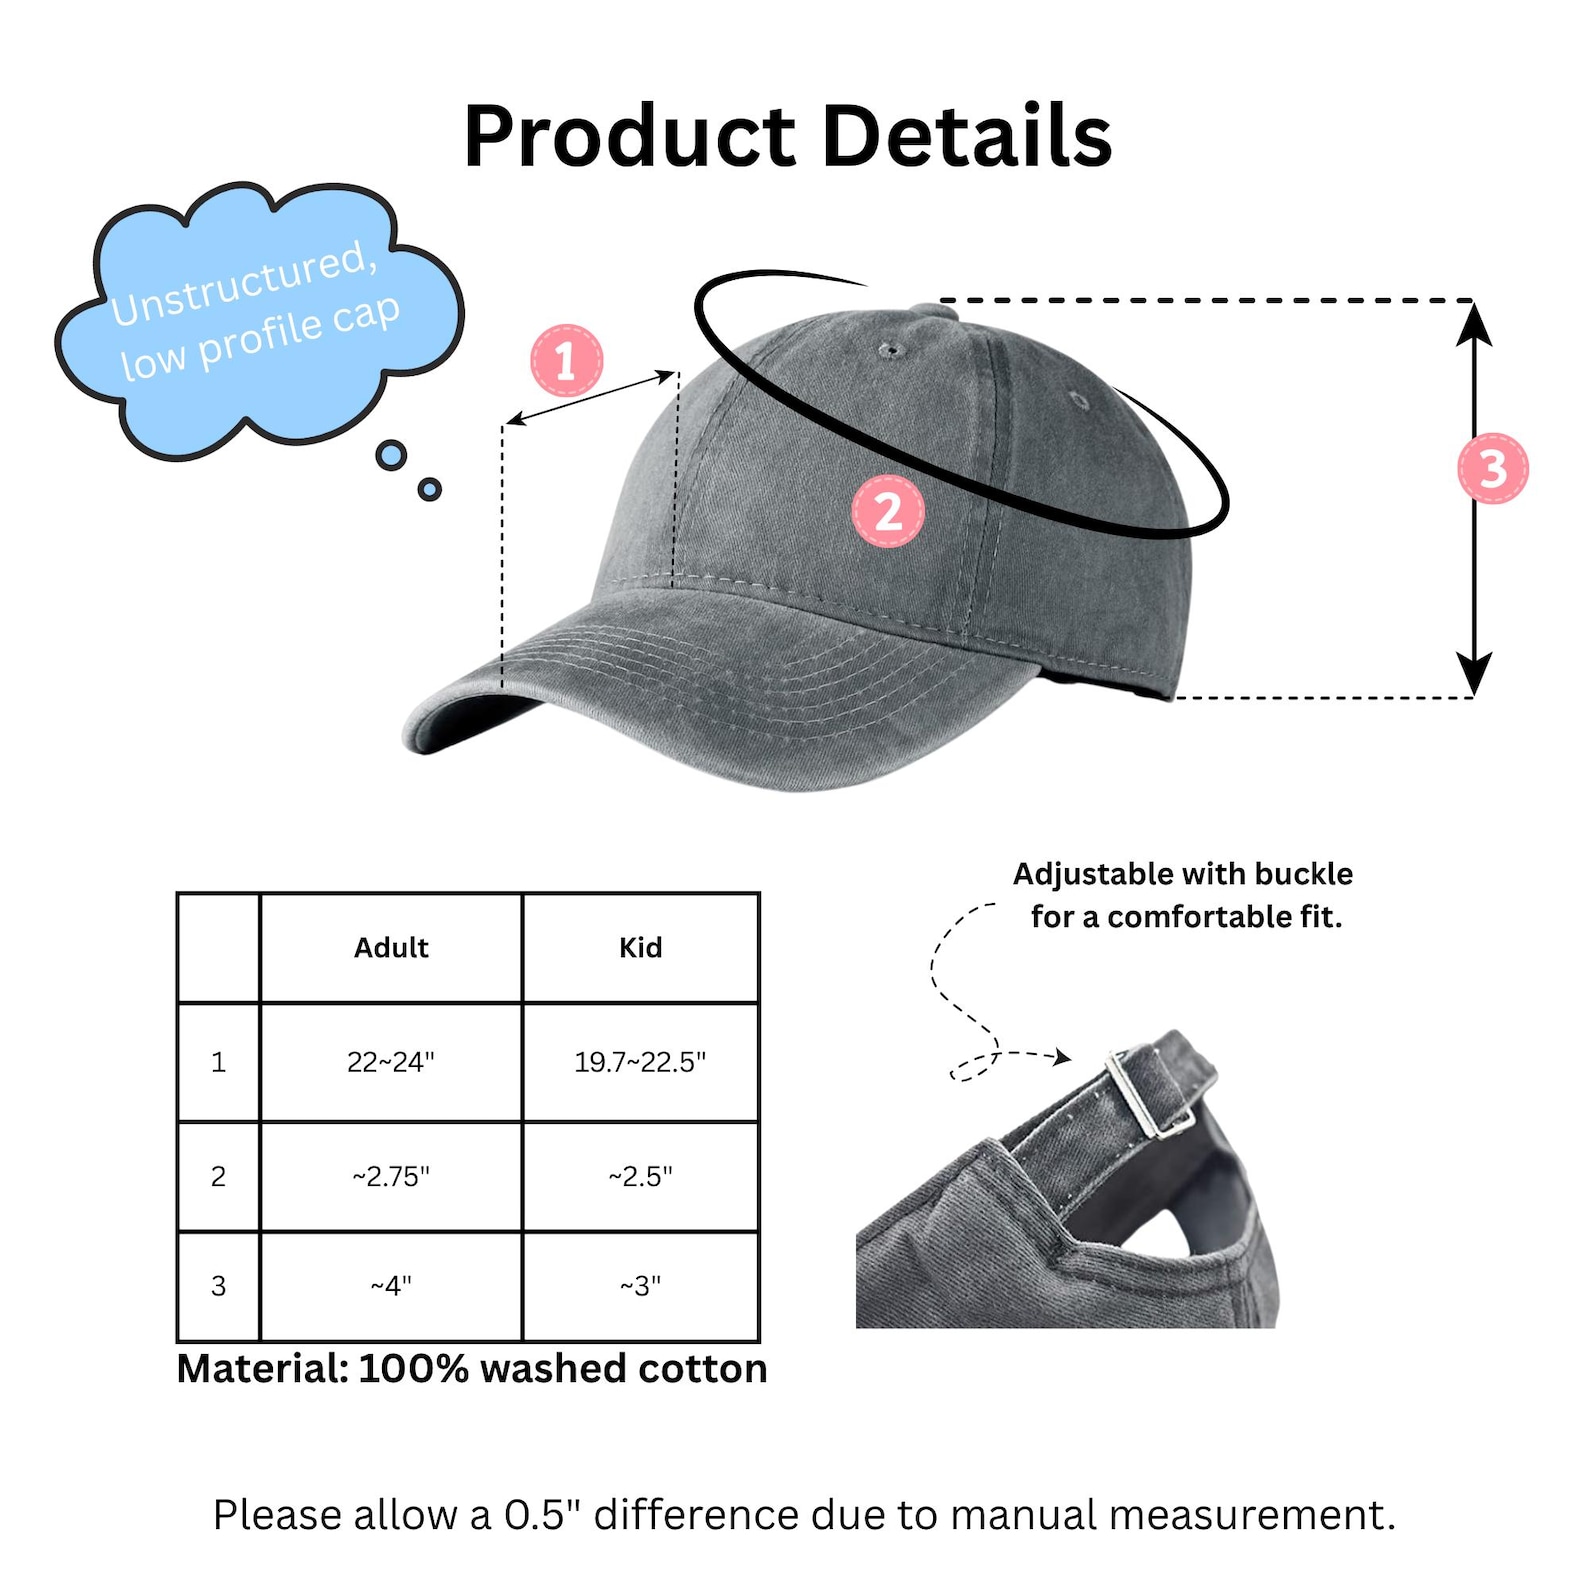 Product Details
Unstructured,
low profile cap
1
2
3
Adjustable with buckle
for a comfortable fit.
Adult Kid
1 22~24" 19.7~22.5"
2 ~2.75" ~2.5"
3 ~4" ~3"
Material: 100% washed cotton
Please allow a 0.5" difference due to manual measurement.